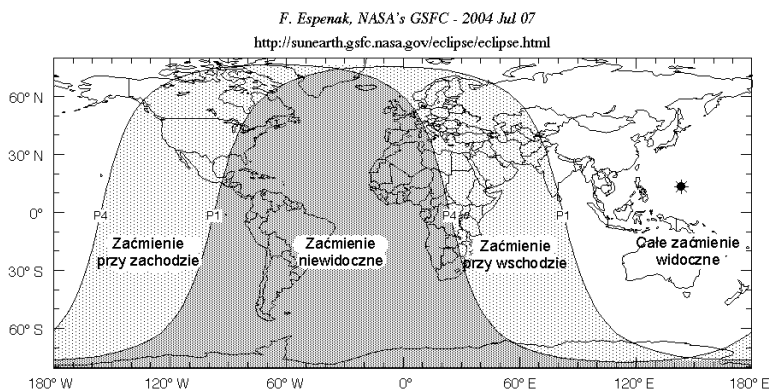 F. Espenak, NASA's GSFC - 2004 Jul 07
http://sunearth.gsfc.nasa.gov/eclipse/eclipse.html
60° N
30° N
0°
30° S
60° S
P4
P1
P4
P1
Zaćmienie
przy zachodzie
Zaćmienie
niewidoczne
Zaćmienie
przy wschodzie
Całe zaćmienie
widoczne
180° W
120° W
60° W
0°
60° E
120° E
180° E